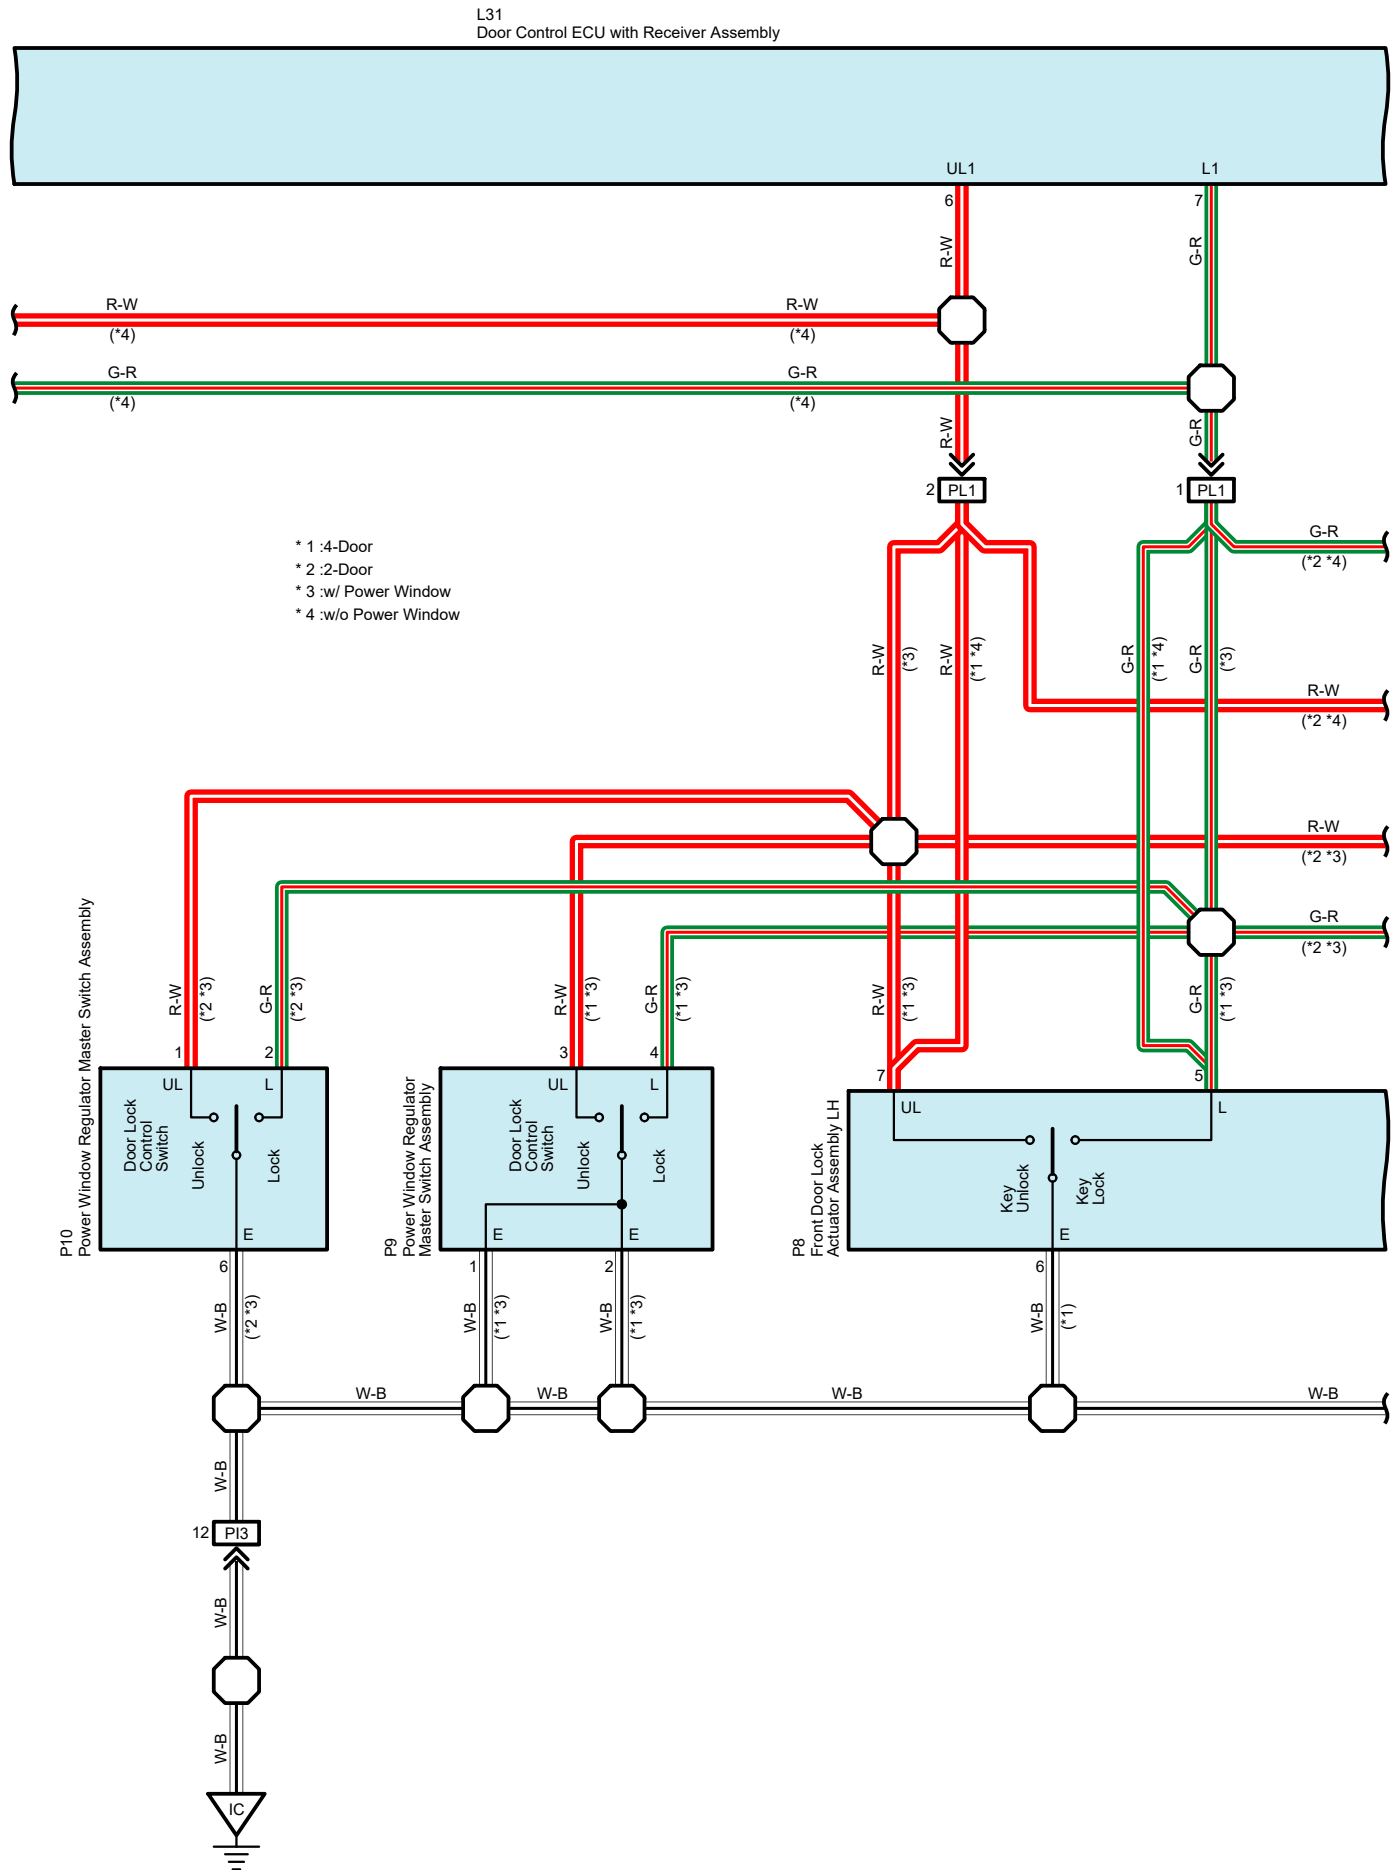 L31
Door Control ECU with Receiver Assembly
UL1
L1
6
7
R-W
G-R
R-W
(*4)
R-W
(*4)
G-R
(*4)
G-R
(*4)
R-W
G-R
2
PL1
1
PL1
* 1 :4-Door
* 2 :2-Door
* 3 :w/ Power Window
* 4 :w/o Power Window
G-R
(*2 *4)
R-W
(*3)
R-W
(*1 *4)
G-R
(*1 *4)
G-R
(*3)
R-W
(*2 *4)
R-W
(*2 *3)
G-R
(*2 *3)
R-W
(*2 *3)
G-R
(*2 *3)
R-W
(*1 *3)
G-R
(*1 *3)
R-W
(*1 *3)
G-R
(*1 *3)
1
2
3
4
7
5
P10
Power Window Regulator Master Switch Assembly
UL
L
Door Lock
Control
Switch
Unlock
Lock
E
P9
Power Window Regulator
Master Switch Assembly
UL
L
Door Lock
Control
Switch
Unlock
Lock
E
E
P8
Front Door Lock
Actuator Assembly LH
UL
L
Key
Unlock
Key
Lock
E
6
1
2
6
W-B
(*2 *3)
W-B
(*1 *3)
W-B
(*1 *3)
W-B
(*1)
W-B
W-B
W-B
W-B
W-B
12
PI3
W-B
W-B
IC